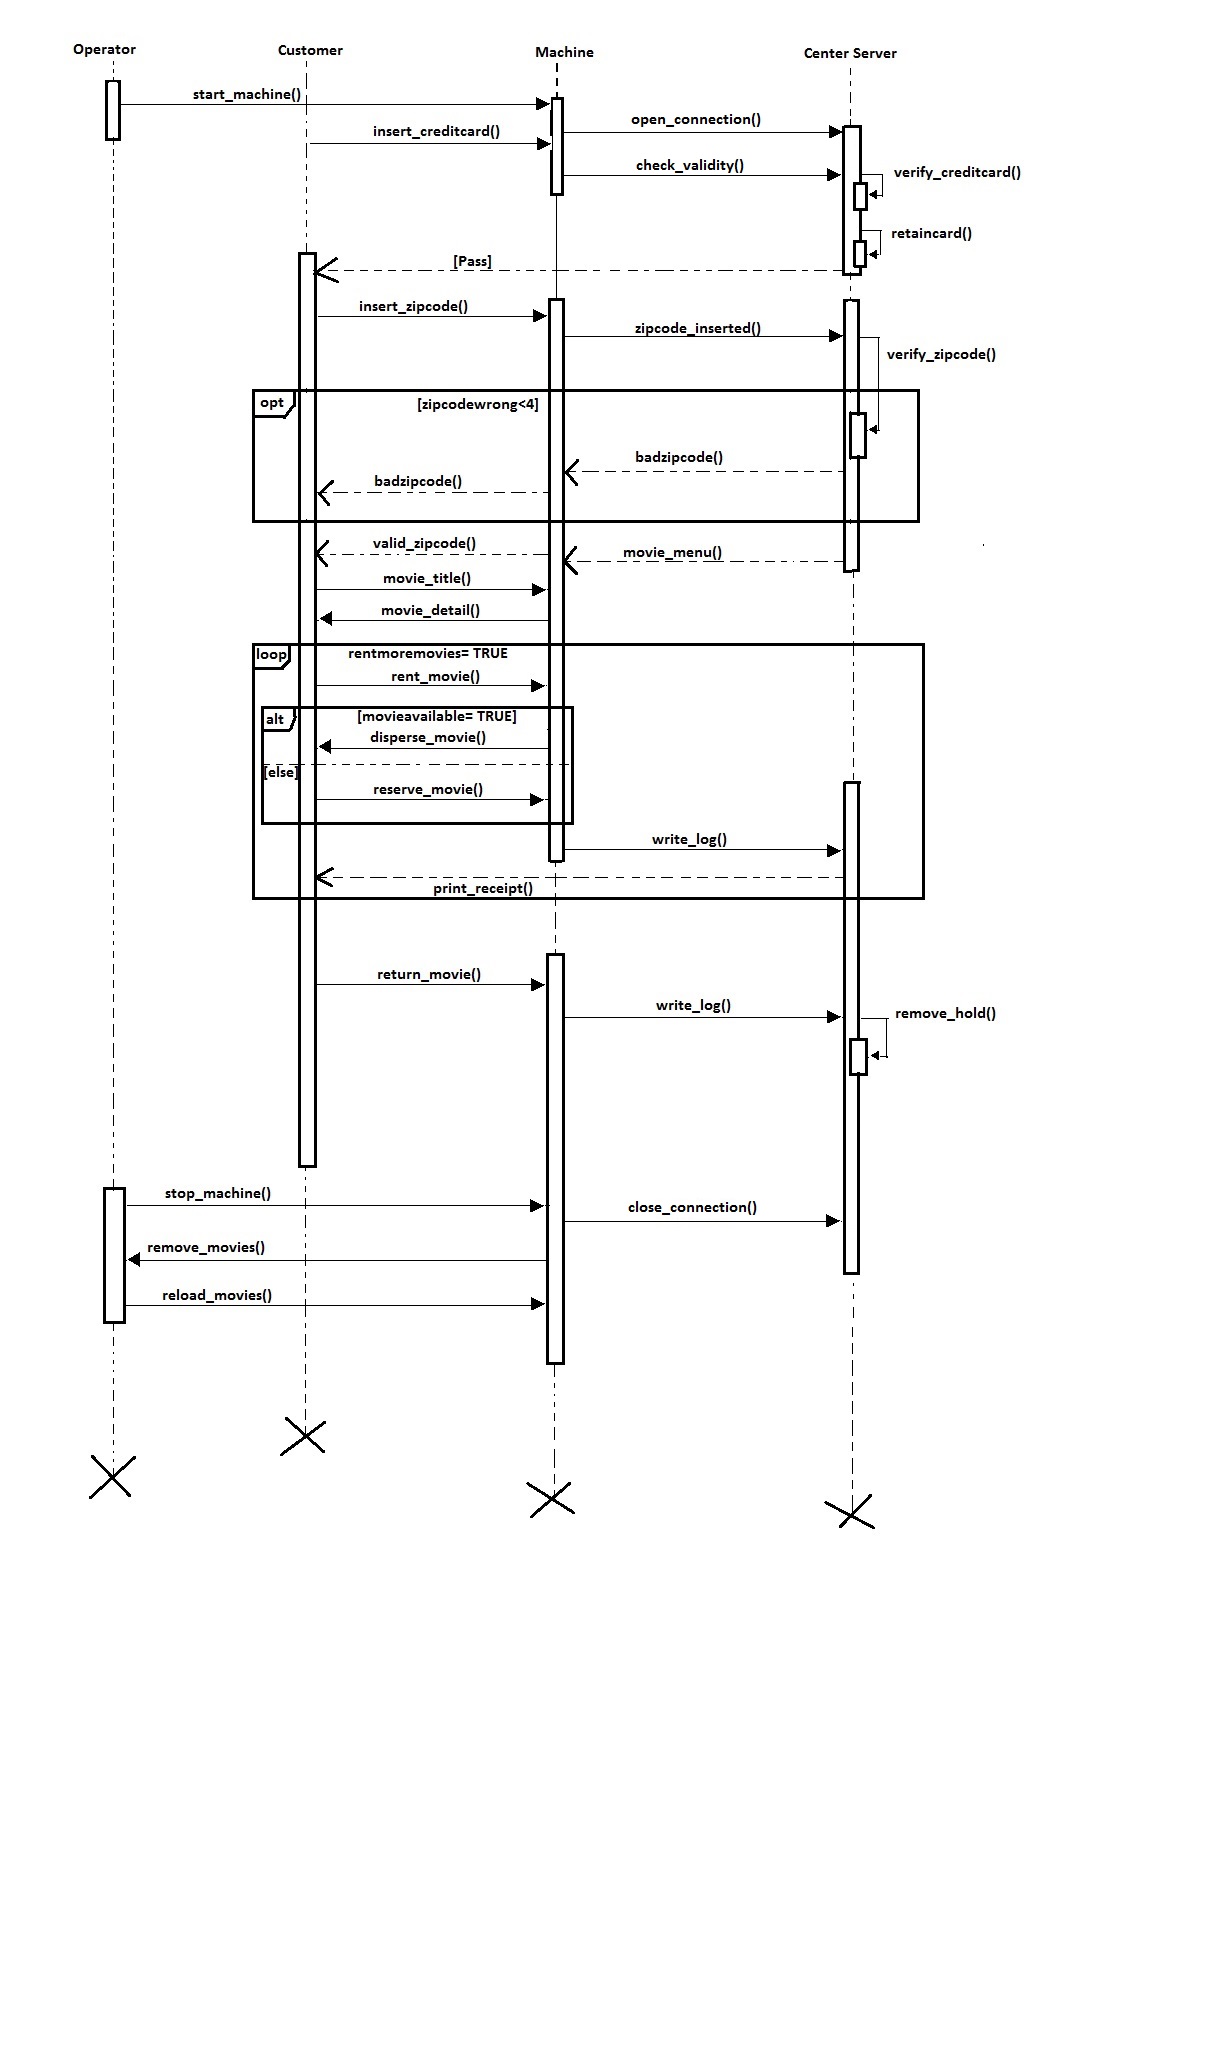 Operator
Customer
Machine
Center Server
start_machine()
open_connection()
insert_creditcard()
check_validity()
verify_creditcard()
retaincard()
[Pass]
insert_zipcode()
zipcode_inserted()
verify_zipcode()
opt
[zipcodewrong<4]
badzipcode()
badzipcode()
valid_zipcode()
movie_menu()
movie_title()
movie_detail()
loop
rentmoremovies= TRUE
rent_movie()
alt
[movieavailable= TRUE]
disperse_movie()
[else]
reserve_movie()
write_log()
print_receipt()
return_movie()
write_log()
remove_hold()
stop_machine()
close_connection()
remove_movies()
reload_movies()